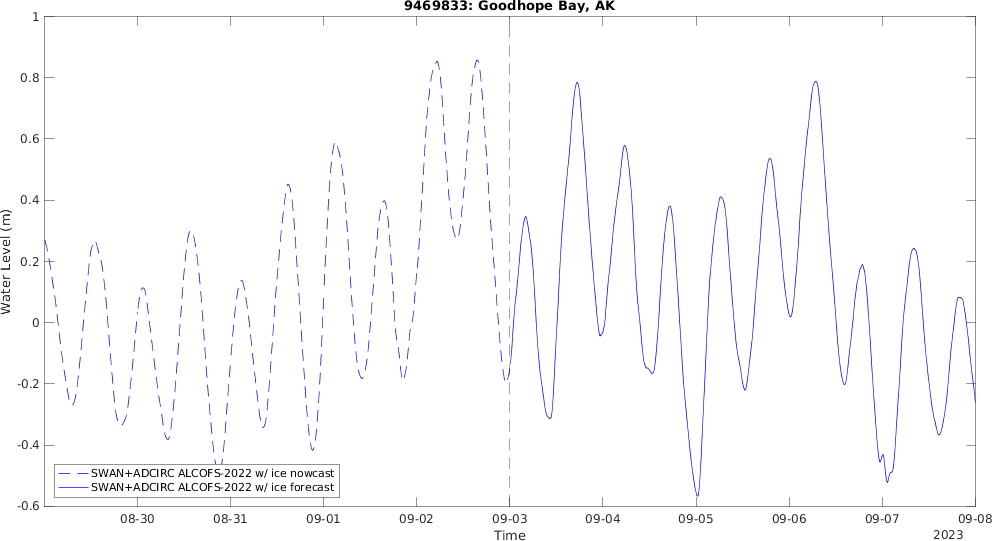 9469833: Goodhope Bay, AK
1
0.8
0.6
0.4
0.2
0
-0.2
-0.4
-0.6
Water Level (m)
SWAN+ADCIRC ALCOFS-2022 w/ ice nowcast
SWAN+ADCIRC ALCOFS-2022 w/ ice forecast
08-30 08-31 09-01 09-02 09-03 09-04 09-05 09-06 09-07 09-08
Time
2023